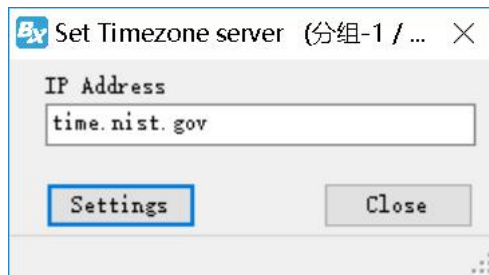 BX Set Timezone server (分组-1 / ...
IP Address
time.nist.gov
Settings
Close